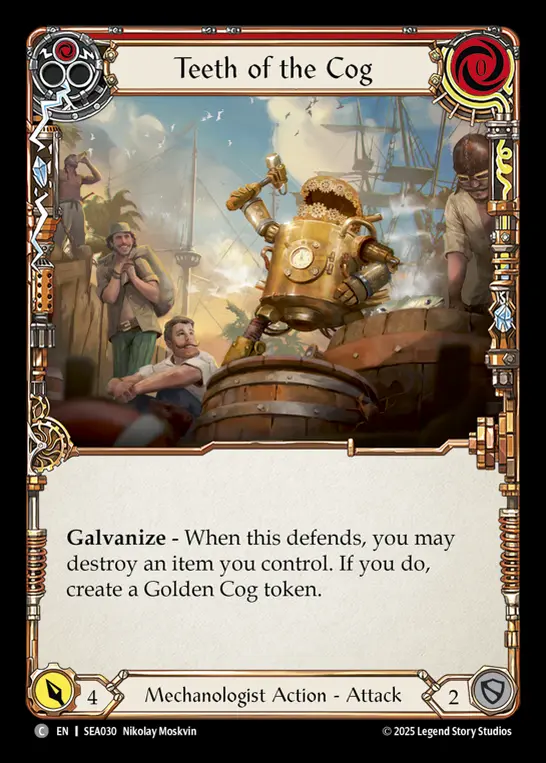 Teeth of the Cog
0
Galvanize - When this defends, you may
destroy an item you control. If you do,
create a Golden Cog token.
4
Mechanologist Action - Attack
2
C EN | SEA030 Nikolay Moskvin
© 2025 Legend Story Studios